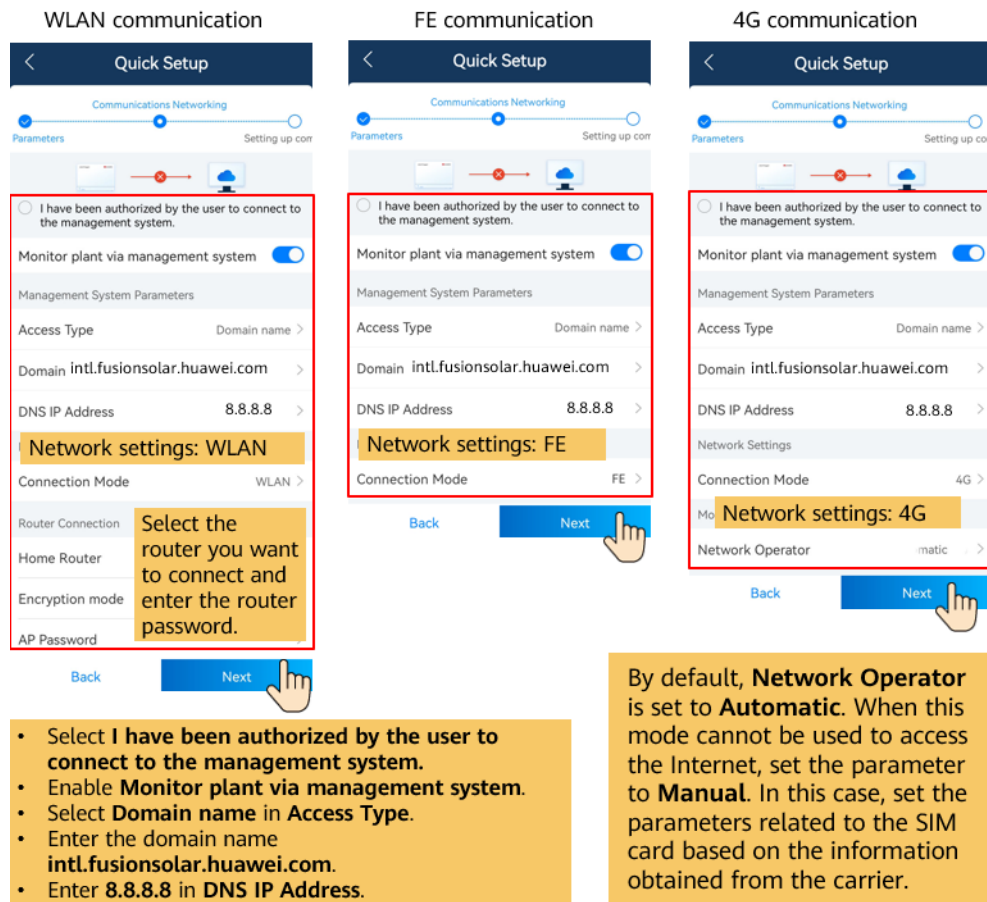 WLAN communication
Quick Setup
Communications Networking
Parameters
Setting up com
I have been authorized by the user to connect to
the management system.
Monitor plant via management system
Management System Parameters
Access Type Domain name
Domain intl.fusionsolar.huawei.com
DNS IP Address 8.8.8.8
Network settings: WLAN
Connection Mode WLAN
Router Connection
Home Router
Encryption mode
AP Password
Select the
router you want
to connect and
enter the router
password.
Back Next
FE communication
Quick Setup
Communications Networking
Parameters
Setting up com
I have been authorized by the user to connect to
the management system.
Monitor plant via management system
Management System Parameters
Access Type Domain name
Domain intl.fusionsolar.huawei.com
DNS IP Address 8.8.8.8
Network settings: FE
Connection Mode FE
Back Next
4G communication
Quick Setup
Communications Networking
Parameters
Setting up co
I have been authorized by the user to connect to
the management system.
Monitor plant via management system
Management System Parameters
Access Type Domain name
Domain intl.fusionsolar.huawei.com
DNS IP Address 8.8.8.8
Network Settings
Connection Mode 4G
Mo
Network settings: 4G
Network Operator matic
Back Next
• Select I have been authorized by the user to
connect to the management system.
• Enable Monitor plant via management system.
• Select Domain name in Access Type.
• Enter the domain name
intl.fusionsolar.huawei.com.
• Enter 8.8.8.8 in DNS IP Address.
By default, Network Operator
is set to Automatic. When this
mode cannot be used to access
the Internet, set the parameter
to Manual. In this case, set the
parameters related to the SIM
card based on the information
obtained from the carrier.